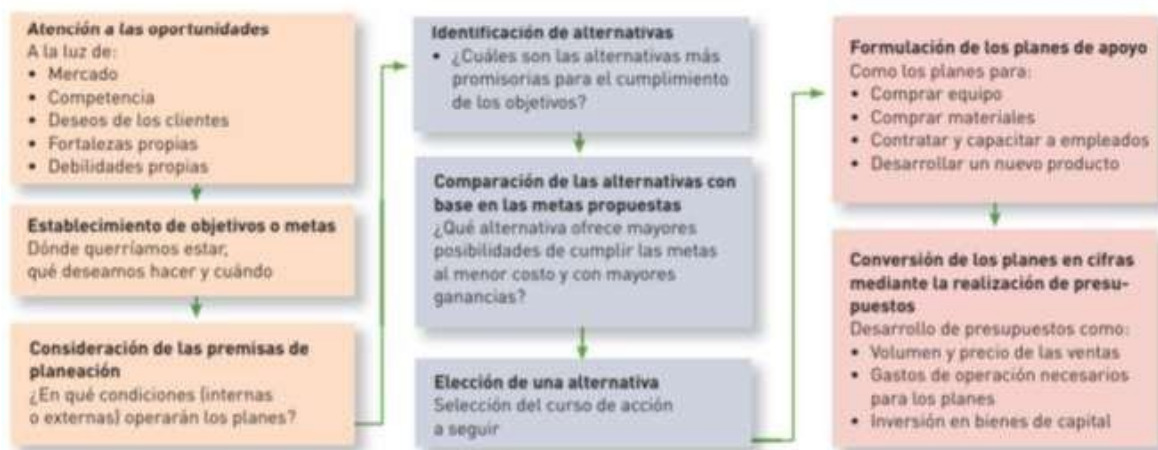 Atención a las oportunidades
A la luz de:
• Mercado
• Competencia
• Deseos de los clientes
• Fortalezas propias
• Debilidades propias
Establecimiento de objetivos o metas
Dónde querríamos estar,
qué deseamos hacer y cuándo
Consideración de las premisas de
planeación
¿En qué condiciones (internas
o externas) operarán los planes?
Identificación de alternativas
• ¿Cuáles son las alternativas más
promisorias para el cumplimiento
de los objetivos?
Comparación de las alternativas con
base en las metas propuestas
¿Qué alternativa ofrece mayores
posibilidades de cumplir las metas
al menor costo y con mayores
ganancias?
Elección de una alternativa
Selección del curso de acción
a seguir
Formulación de los planes de apoyo
Como los planes para:
• Comprar equipo
• Comprar materiales
• Contratar y capacitar a empleados
• Desarrollar un nuevo producto
Conversión de los planes en cifras
mediante la realización de presu-
puestos
Desarrollo de presupuestos como:
• Volumen y precio de las ventas
• Gastos de operación necesarios
para los planes
• Inversión en bienes de capital